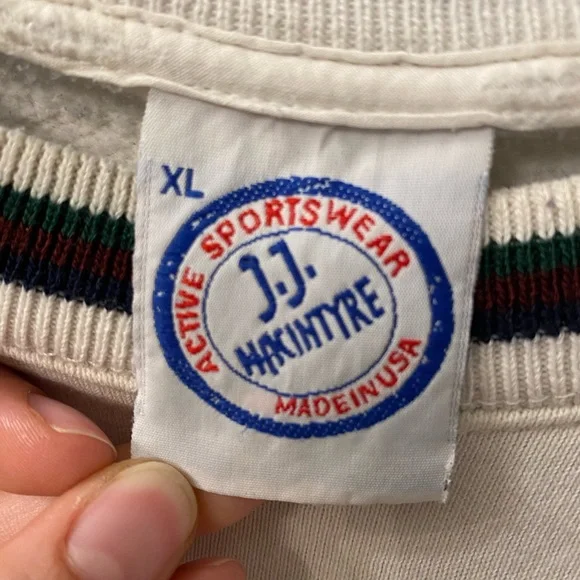 XL
ACTIVE SPORTSWEAR
J.J.
MACINTYRE
MADE IN USA